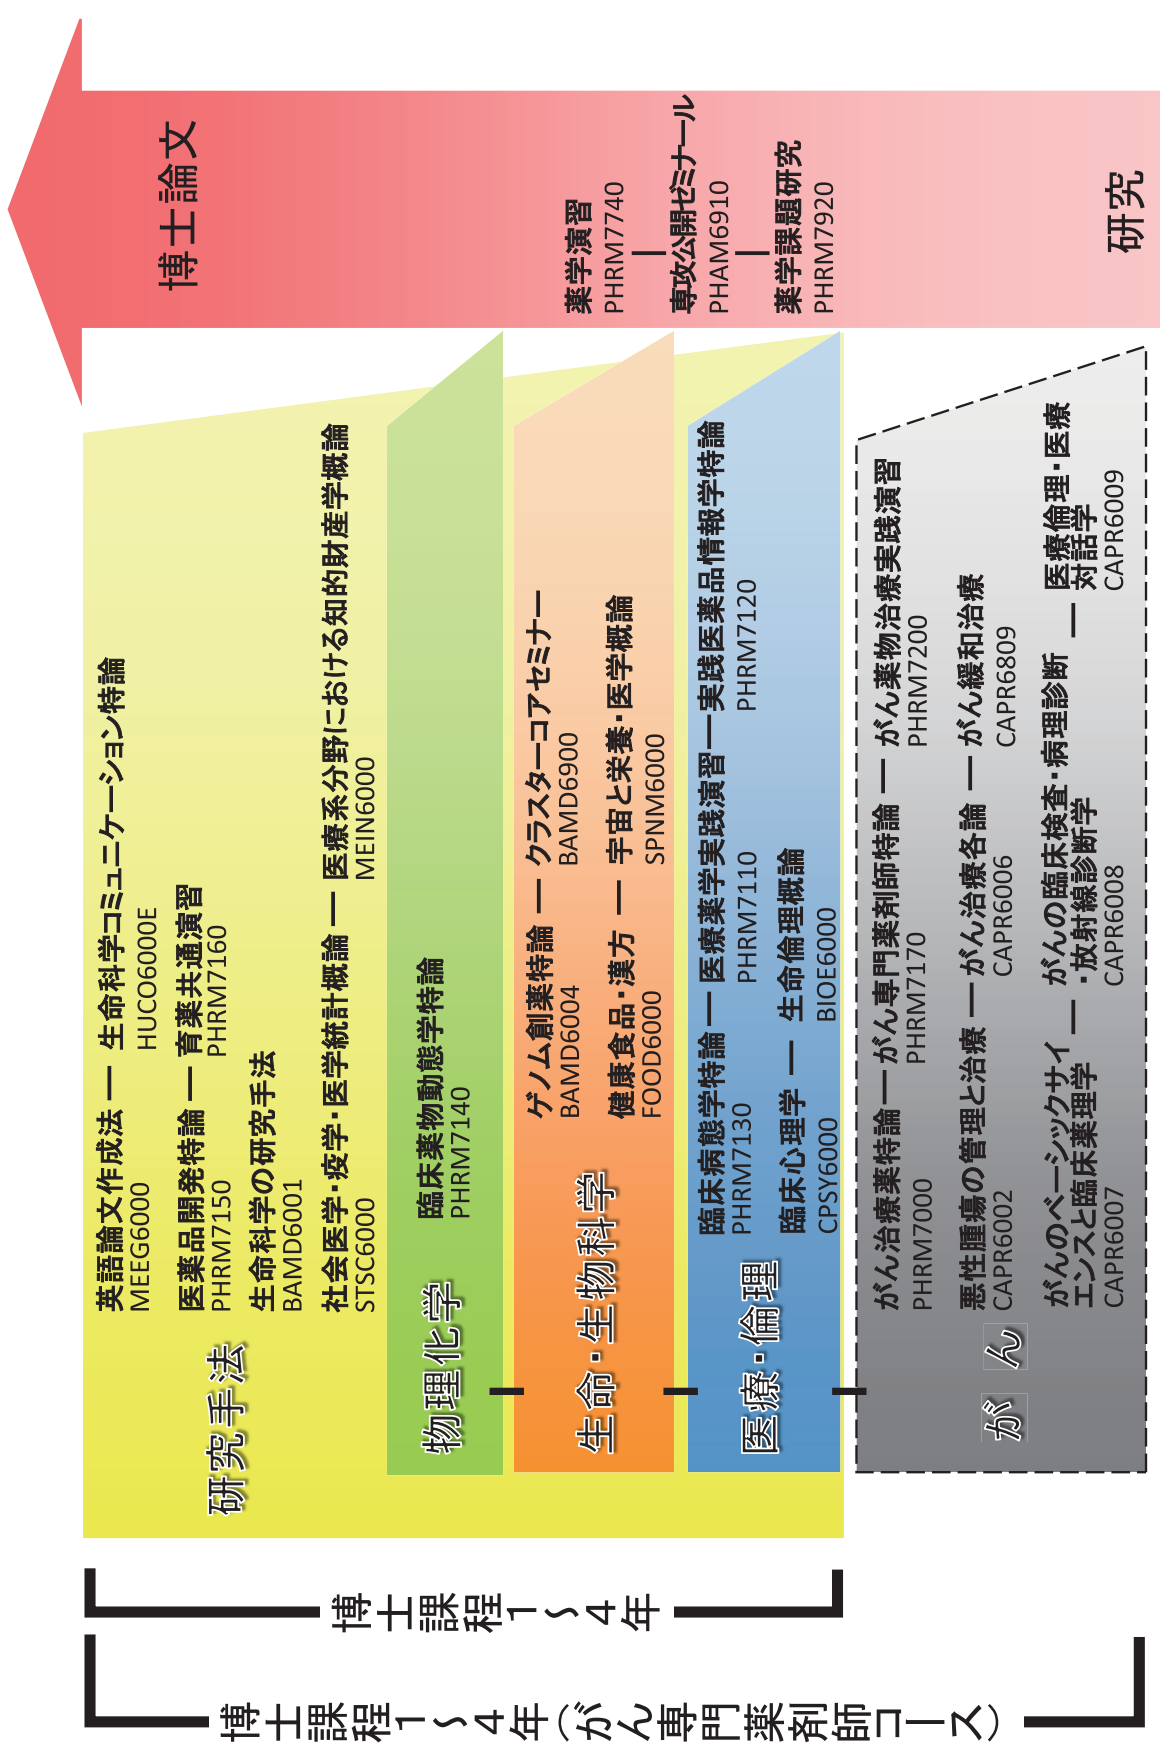 博士論文
薬学演習
PHRM7740
専攻公開ゼミナール
PHAM6910
薬学課題研究
PHRM7920
研究
研究手法
英語論文作成法 ― 生命科学コミュニケーション特論
MEEG6000 HUCO6000E
医薬品開発特論 ― 育薬共通演習
PHRM7150 PHRM7160
生命科学の研究手法
BAMD6001
社会医学・疫学・医学統計概論 ― 医療系分野における知的財産学概論
STSC6000 MEIN6000
物理化学
臨床薬物動態学特論
PHRM7140
生命・生物科学
ゲノム創薬特論 ― クラスターコアセミナー
BAMD6004 BAMD6900
健康食品・漢方 ― 宇宙と栄養・医学概論
FOOD6000 SPNM6000
医療・倫理
臨床病態学特論 ― 医療薬学実践演習 ― 実践医薬品情報学特論
PHRM7130 PHRM7110 PHRM7120
臨床心理学 ― 生命倫理概論
CPSY6000 BIOE6000
がん
がん治療薬特論 ― がん専門薬剤師特論 ― がん薬物治療実践演習
PHRM7000 PHRM7170 PHRM7200
悪性腫瘍の管理と治療 ― がん治療各論 ― がん緩和治療
CAPR6002 CAPR6006 CAPR6809
がんのベーシックサイ ― がんの臨床検査・病理診断 ― 医療倫理・医療
エンスと臨床薬理学 ・放射線診断学 対話学
CAPR6007 CAPR6008 CAPR6009
博士課程1～4年
博士課程1～4年（がん専門薬剤師コース）